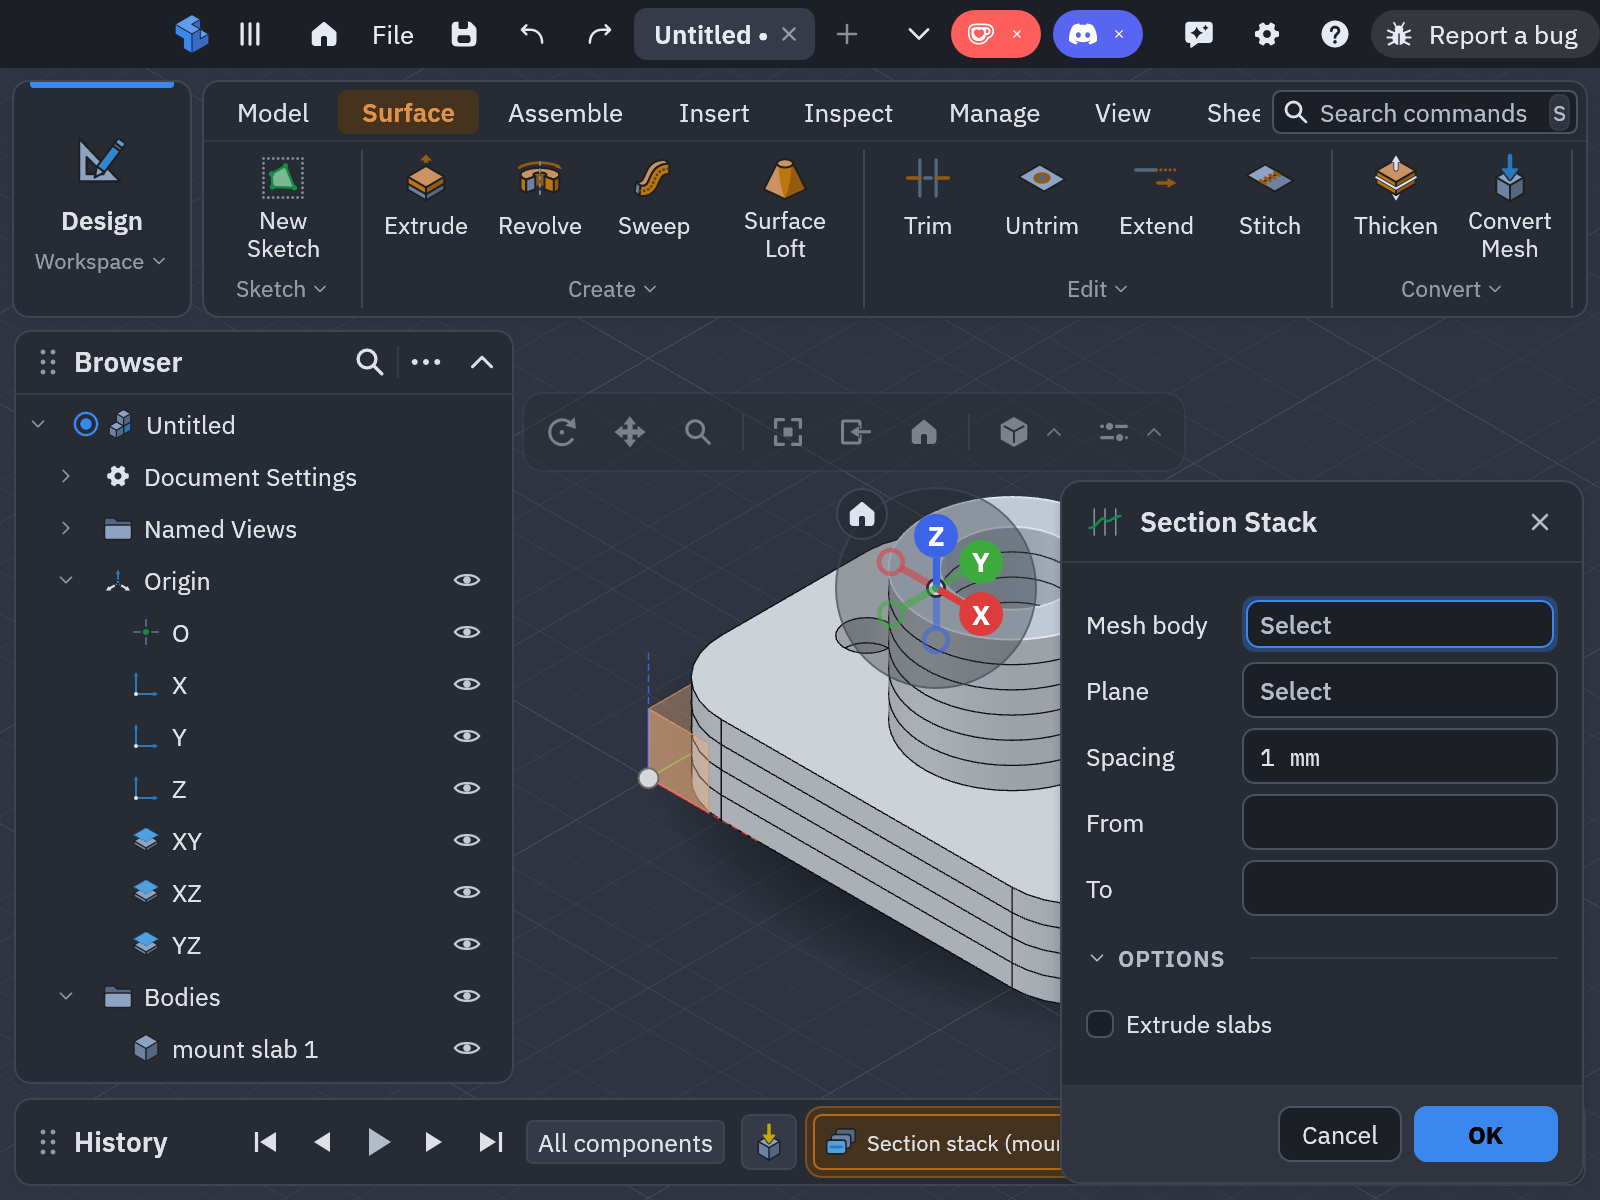 File
Untitled •
Report a bug
Design
Workspace
Model
Surface
Assemble
Insert
Inspect
Manage
View
Shee
Search commands
S
New
Sketch
Extrude
Revolve
Sweep
Surface
Loft
Trim
Untrim
Extend
Stitch
Thicken
Convert
Mesh
Sketch
Create
Edit
Convert
Browser
Untitled
Document Settings
Named Views
Origin
O
X
Y
Z
XY
XZ
YZ
Bodies
mount slab 1
Z
Y
X
Section Stack
Mesh body
Select
Plane
Select
Spacing
1 mm
From
To
OPTIONS
Extrude slabs
Cancel
OK
History
All components
Section stack (mour